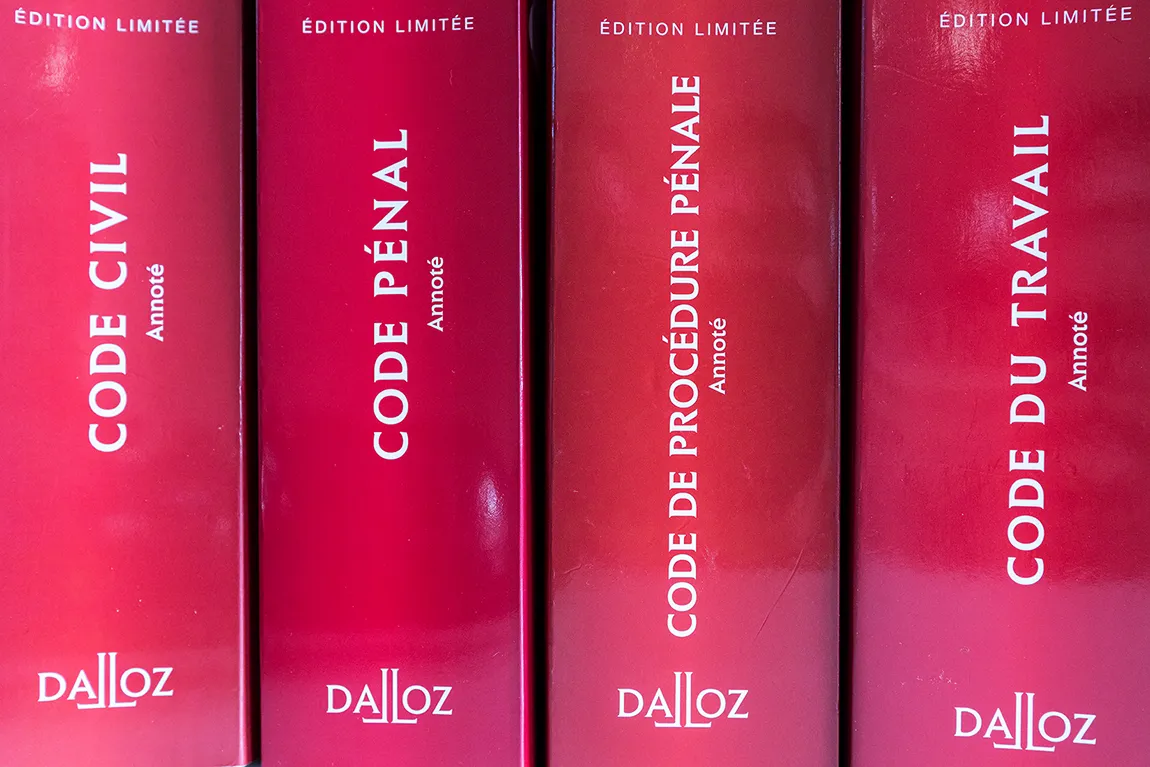 ÉDITION LIMITÉE
CODE CIVIL
Annoté
DALLOZ
ÉDITION LIMITÉE
CODE PÉNAL
Annoté
DALLOZ
ÉDITION LIMITÉE
CODE DE PROCÉDURE PÉNALE
Annoté
DALLOZ
ÉDITION LIMITÉE
CODE DU TRAVAIL
Annoté
DALLOZ